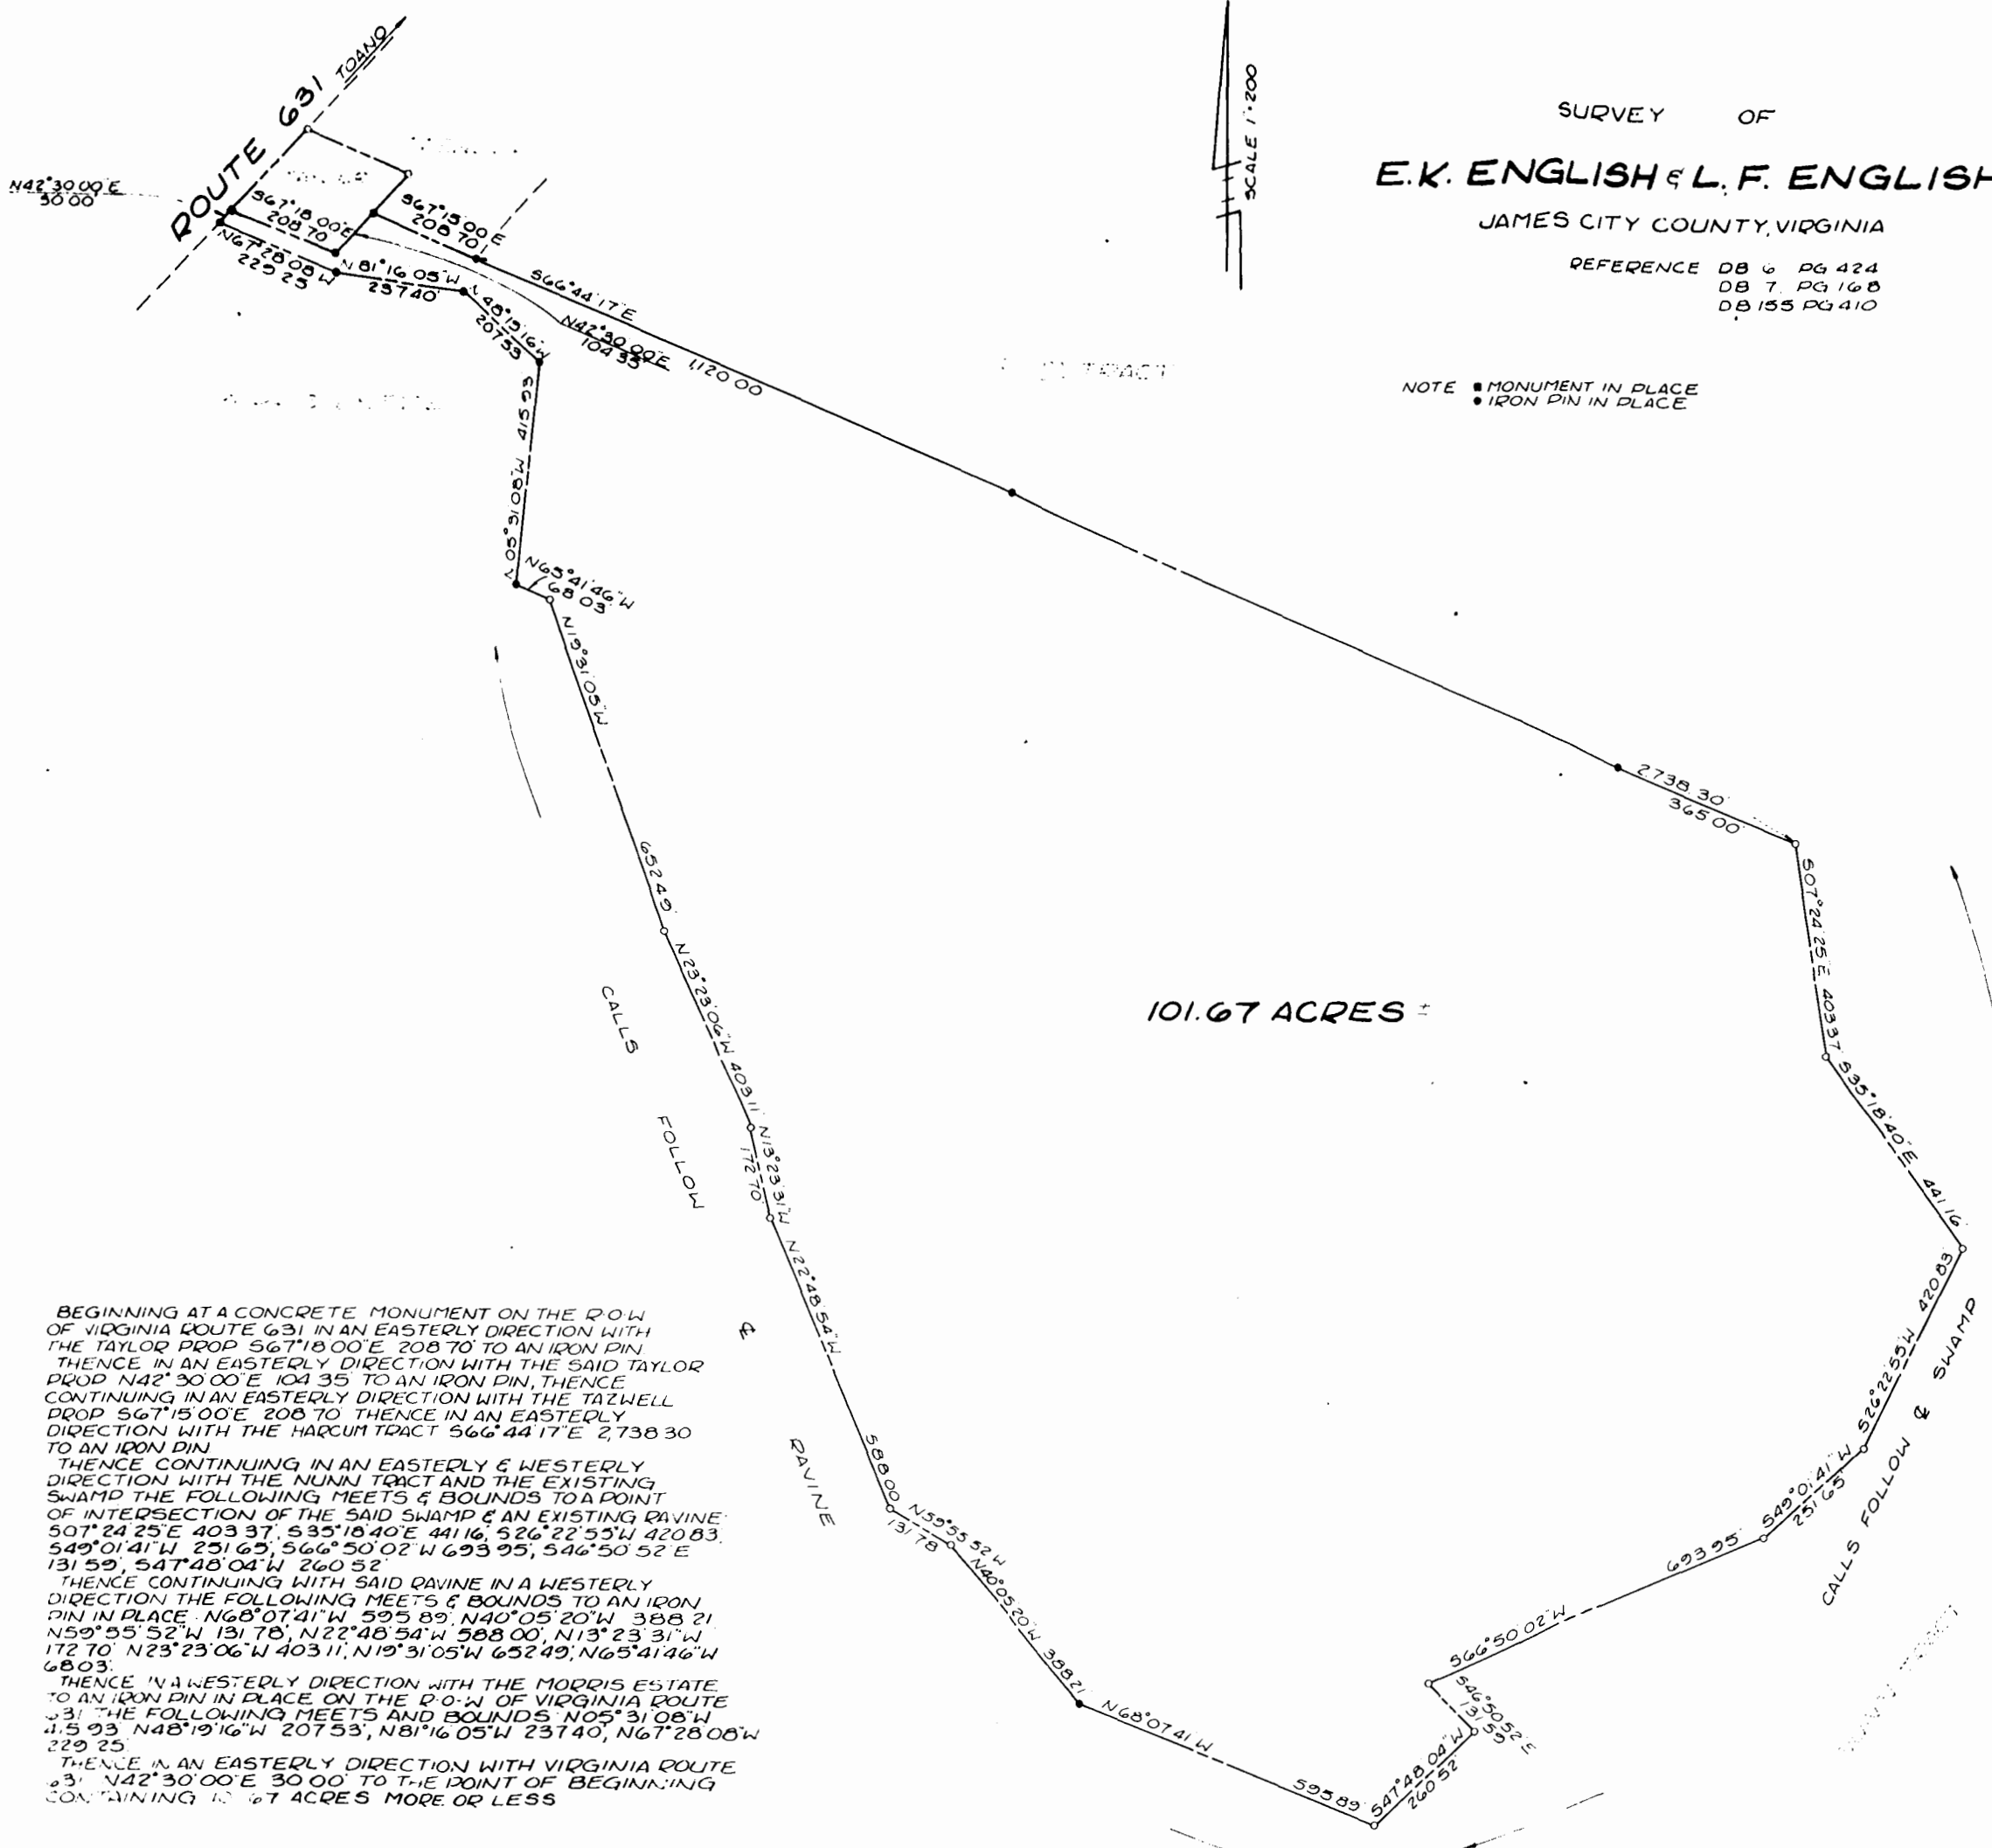 SURVEY OF
E.K. ENGLISH & L. F. ENGLISH
JAMES CITY COUNTY, VIRGINIA
REFERENCE DB 6 PG 424
DB 7 PG 168
DB 155 PG 410
NOTE ■ MONUMENT IN PLACE
● IRON PIN IN PLACE
SCALE 1"=200
TOANO
ROUTE 631
N42°30'00"E
30.00'
S67°18'00"E
208.70
S67°15'00"E
208.70
N67°28'08"W
229.25
N81°16'05"W
237.40'
48°19'16"W
207.53
S66°44'17"E
1,120.00
N42°30'00"E
104.35'
TRACT
05°31'08"W 415.93
N65°41'46"W
68.03'
N19°31'05"W
652.49'
N23°23'06"W 403.11
N13°23'31"W
172.70'
N22°48'54"W
588.00
N59°55'52"W
131.78
N40°05'20"W 388.21
N68°07'41"W
595.89
S47°48'04"W
260.52
S46°50'52"E
131.59
S66°50'02"W
693.95
S49°01'41"W
251.65
S26°22'55"W 420.83
S35°18'40"E 441.16
S07°24'25"E 403.37
2738.30'
365.00
101.67 ACRES ±
CALLS FOLLOW ℄ RAVINE
CALLS FOLLOW ℄ SWAMP
BEGINNING AT A CONCRETE MONUMENT ON THE R·O·W
OF VIRGINIA ROUTE 631 IN AN EASTERLY DIRECTION WITH
THE TAYLOR PROP S67°18'00"E 208.70' TO AN IRON PIN.
THENCE IN AN EASTERLY DIRECTION WITH THE SAID TAYLOR
PROP N42°30'00"E 104.35 TO AN IRON PIN, THENCE
CONTINUING IN AN EASTERLY DIRECTION WITH THE TAZWELL
PROP S67°15'00"E 208.70 THENCE IN AN EASTERLY
DIRECTION WITH THE HARCUM TRACT S66°44'17"E 2,738.30
TO AN IRON PIN
THENCE CONTINUING IN AN EASTERLY & WESTERLY
DIRECTION WITH THE NUNN TRACT AND THE EXISTING
SWAMP THE FOLLOWING MEETS & BOUNDS TO A POINT
OF INTERSECTION OF THE SAID SWAMP & AN EXISTING RAVINE
S07°24'25"E 403.37', S35°18'40"E 441.16', S26°22'55"W 420.83,
S49°01'41"W 251.65', S66°50'02"W 693.95', S46°50'52"E
131.59', S47°48'04"W 260.52'
THENCE CONTINUING WITH SAID RAVINE IN A WESTERLY
DIRECTION THE FOLLOWING MEETS & BOUNDS TO AN IRON
PIN IN PLACE. N68°07'41"W 595.89', N40°05'20"W 388.21
N59°55'52"W 131.78', N22°48'54"W 588.00', N13°23'31"W
172.70' N23°23'06"W 403.11, N19°31'05"W 652.49', N65°41'46"W
68.03'.
THENCE IN A WESTERLY DIRECTION WITH THE MORRIS ESTATE
TO AN IRON PIN IN PLACE ON THE R·O·W OF VIRGINIA ROUTE
631 THE FOLLOWING MEETS AND BOUNDS N05°31'08"W
415.93 N48°19'16"W 207.53', N81°16'05"W 237.40', N67°28'08"W
229.25'
THENCE IN AN EASTERLY DIRECTION WITH VIRGINIA ROUTE
631 N42°30'00"E 30.00' TO THE POINT OF BEGINNING
CONTAINING 101.67 ACRES MORE OR LESS